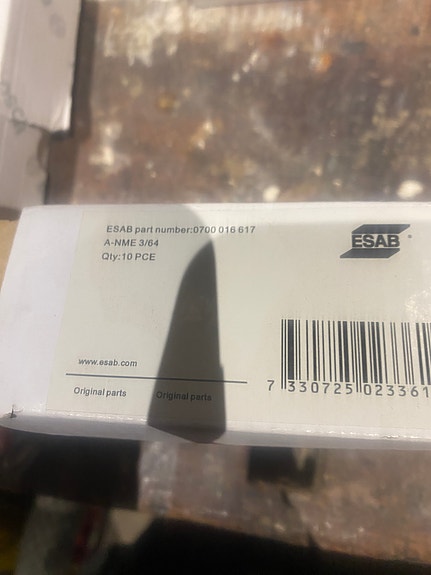 ESAB part number:0700 016 617
A-NME 3/64
Qty:10 PCE
ESAB
www.esab.com
Original parts Original parts
7 330725 023361